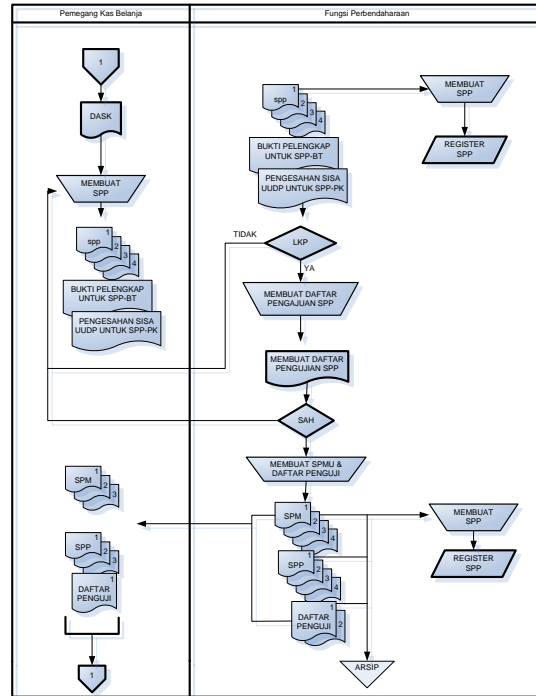 Pemegang Kas Belanja
Fungsi Perbendaharaan
1
DASK
MEMBUAT
SPP
spp
1
2
3
4
BUKTI PELENGKAP
UNTUK SPP-BT
PENGESAHAN SISA
UUDP UNTUK SPP-PK
SPM
1
2
3
SPP
1
2
3
DAFTAR
PENGUJI
1
1
spp
1
2
3
4
MEMBUAT
SPP
REGISTER
SPP
BUKTI PELENGKAP
UNTUK SPP-BT
PENGESAHAN SISA
UUDP UNTUK SPP-PK
TIDAK
LKP
YA
MEMBUAT DAFTAR
PENGAJUAN SPP
MEMBUAT DAFTAR
PENGUJIAN SPP
SAH
MEMBUAT SPMU &
DAFTAR PENGUJI
SPM
1
2
3
4
MEMBUAT
SPP
REGISTER
SPP
SPP
1
2
3
4
DAFTAR
PENGUJI
1
2
ARSIP